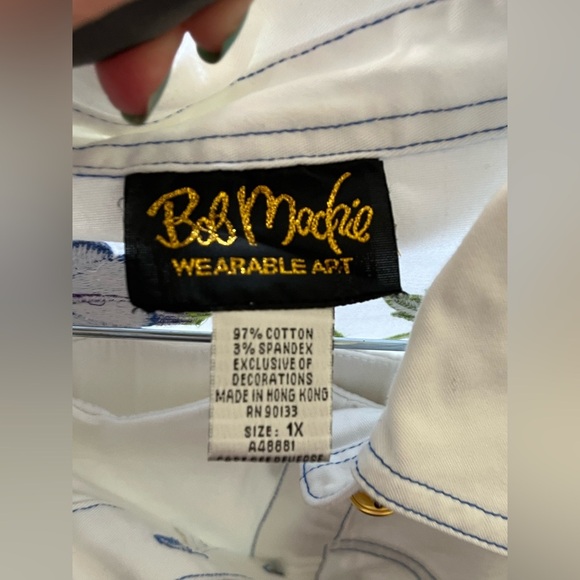 Bob Mackie
WEARABLE ART
97% COTTON
3% SPANDEX
EXCLUSIVE OF
DECORATIONS
MADE IN HONG KONG
RN 90133
SIZE: 1X
A48881